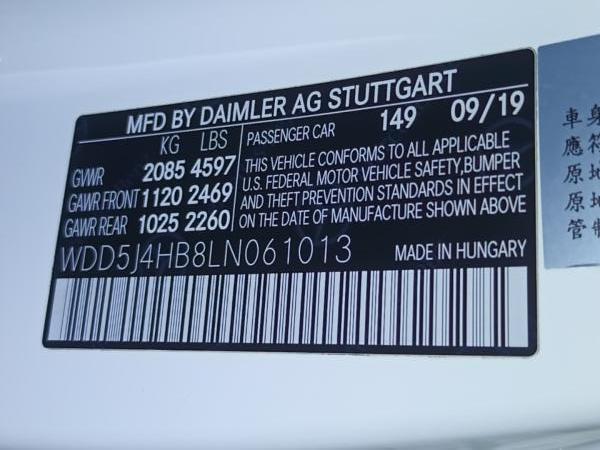 MFD BY DAIMLER AG STUTTGART
KG LBS
GVWR 2085 4597
GAWR FRONT 1120 2469
GAWR REAR 1025 2260
PASSENGER CAR 149 09/19
THIS VEHICLE CONFORMS TO ALL APPLICABLE
U.S. FEDERAL MOTOR VEHICLE SAFETY,BUMPER
AND THEFT PREVENTION STANDARDS IN EFFECT
ON THE DATE OF MANUFACTURE SHOWN ABOVE
WDD5J4HB8LN061013
MADE IN HUNGARY
車身
應符
原地
原地
管制